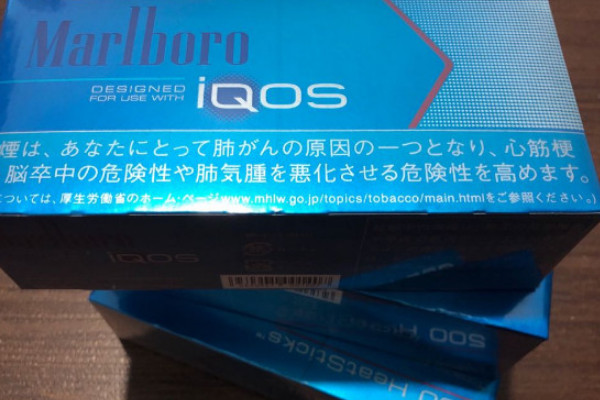 Marlboro
DESIGNED
FOR USE WITH
IQOS
煙は、あなたにとって肺がんの原因の一つとなり、心筋梗
脳卒中の危険性や肺気腫を悪化させる危険性を高めます。
については、厚生労働省のホーム・ページwww.mhlw.go.jp/topics/tobacco/main.htmlをご参照ください。)
Marlboro
IQOS
HeatSticks™